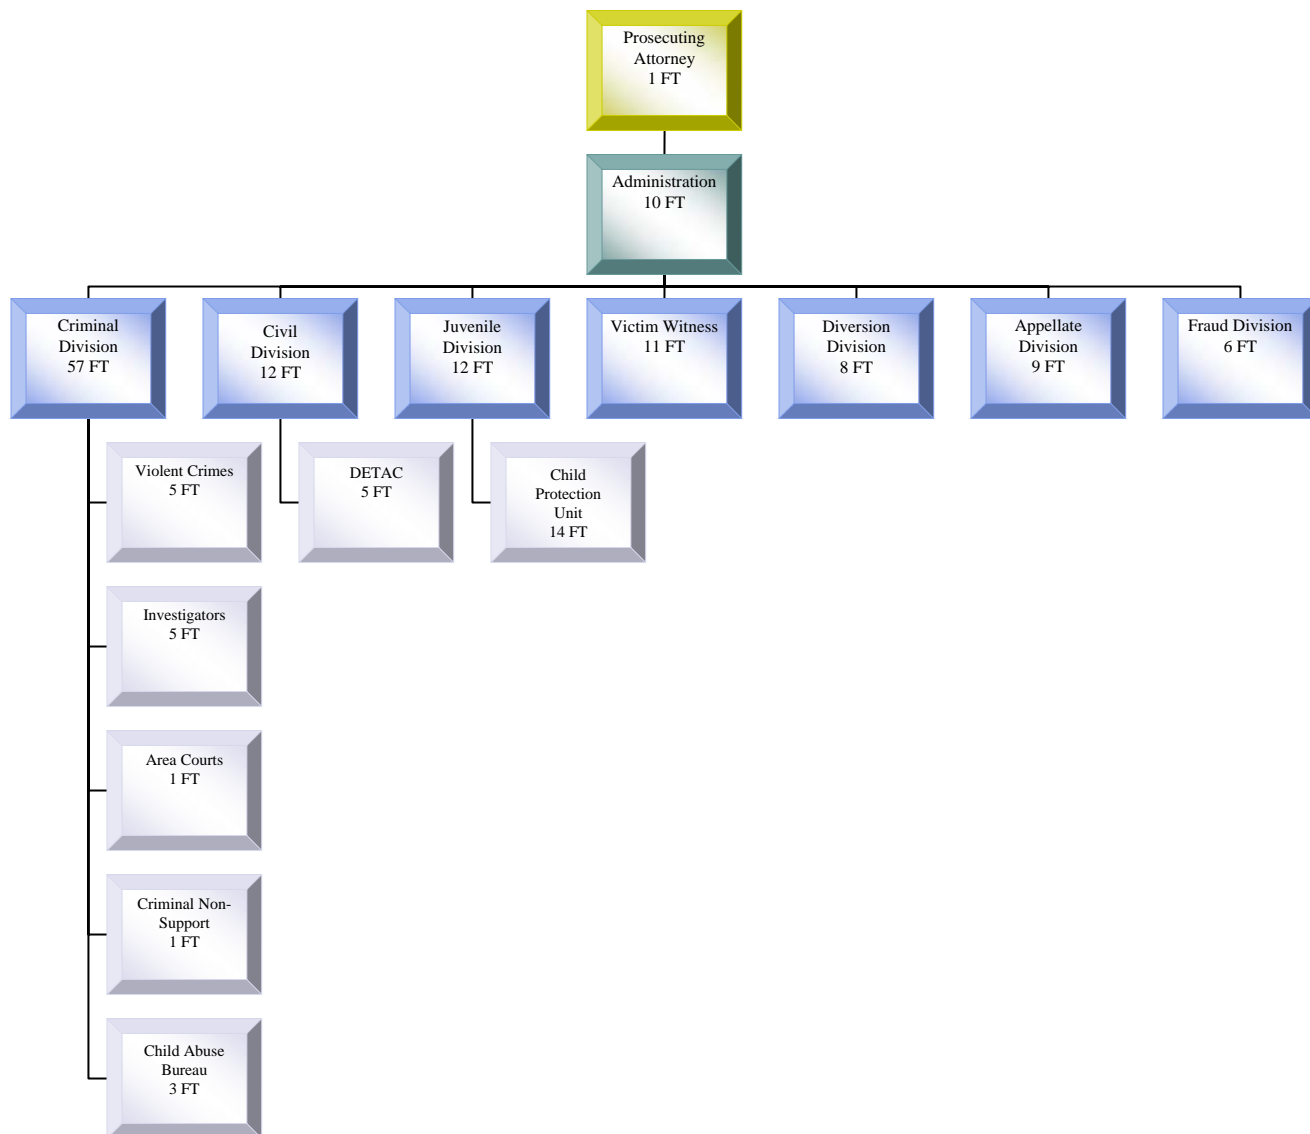 Prosecuting
Attorney
1 FT
Administration
10 FT
Criminal
Division
57 FT
Civil
Division
12 FT
Juvenile
Division
12 FT
Victim Witness
11 FT
Diversion
Division
8 FT
Appellate
Division
9 FT
Fraud Division
6 FT
Violent Crimes
5 FT
DETAC
5 FT
Child
Protection
Unit
14 FT
Investigators
5 FT
Area Courts
1 FT
Criminal Non-
Support
1 FT
Child Abuse
Bureau
3 FT